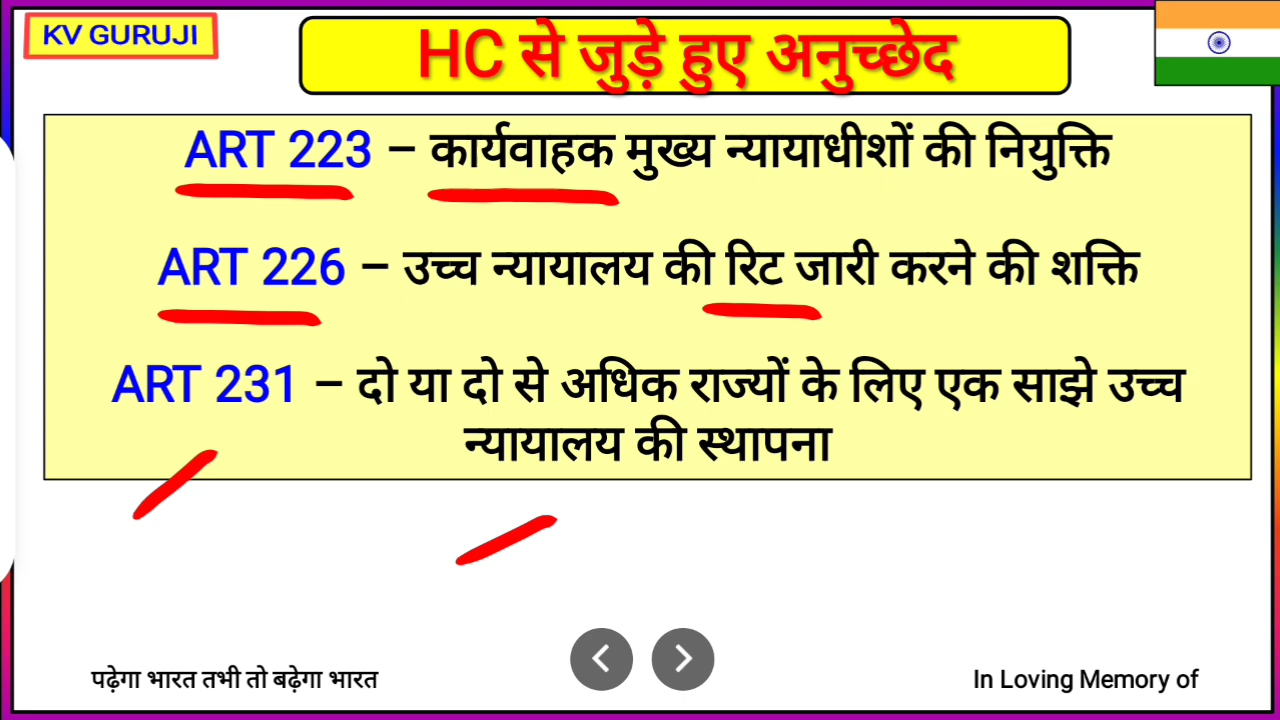 KV GURUJI
HC से जुड़े हुए अनुच्छेद
ART 223 – कार्यवाहक मुख्य न्यायाधीशों की नियुक्ति
ART 226 – उच्च न्यायालय की रिट जारी करने की शक्ति
ART 231 – दो या दो से अधिक राज्यों के लिए एक साझे उच्च
न्यायालय की स्थापना
पढ़ेगा भारत तभी तो बढ़ेगा भारत
In Loving Memory of